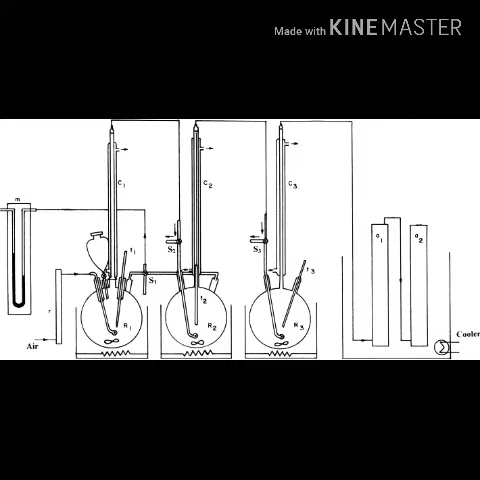 Made with KINEMASTER
m
r
Air
C1
t1
S1
R1
S2
C2
t2
R2
S3
C3
t3
R3
a1
a2
Cooler